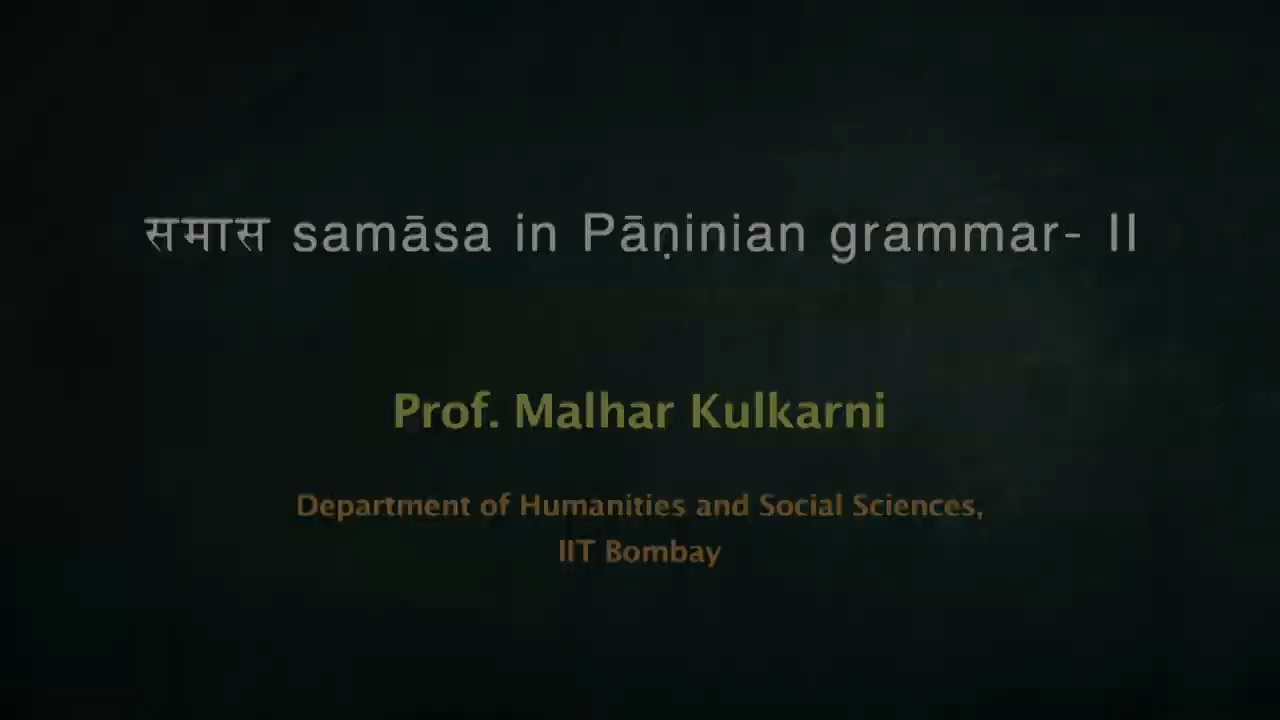 समास samāsa in Pāṇinian grammar- II
Prof. Malhar Kulkarni
Department of Humanities and Social Sciences,
IIT Bombay